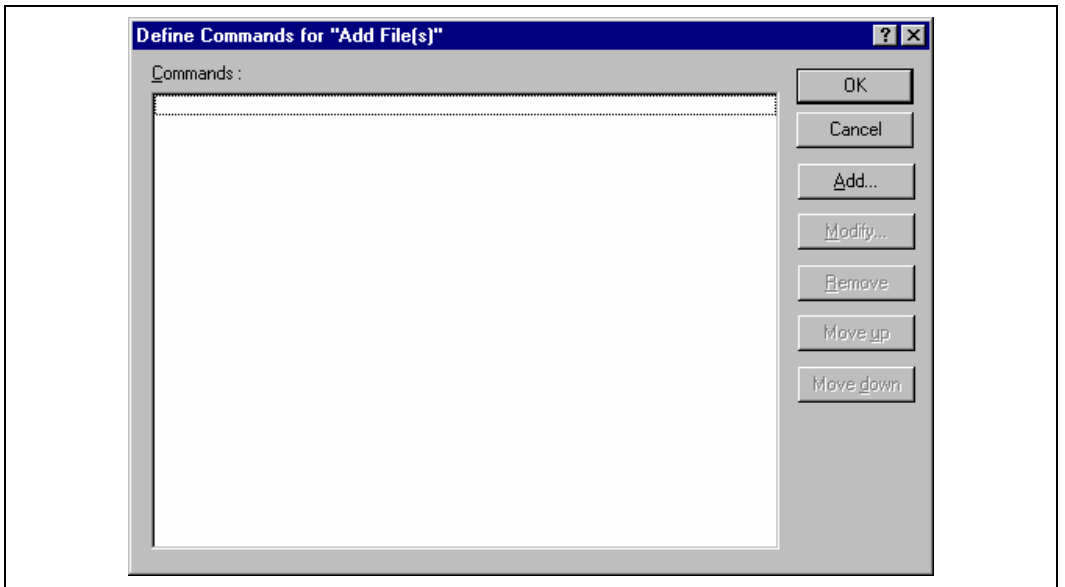 Define Commands for "Add File(s)"
Commands :
OK
Cancel
Add...
Modify...
Remove
Move up
Move down